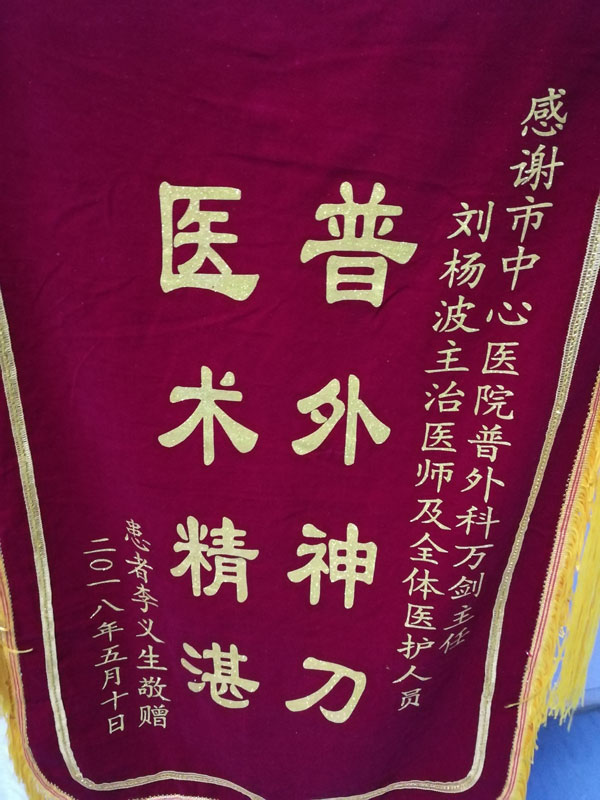 感谢市中心医院普外科万剑主任
刘杨波主治医师及全体医护人员
普外神刀
医术精湛
患者李义生敬赠
二〇一八年五月十日